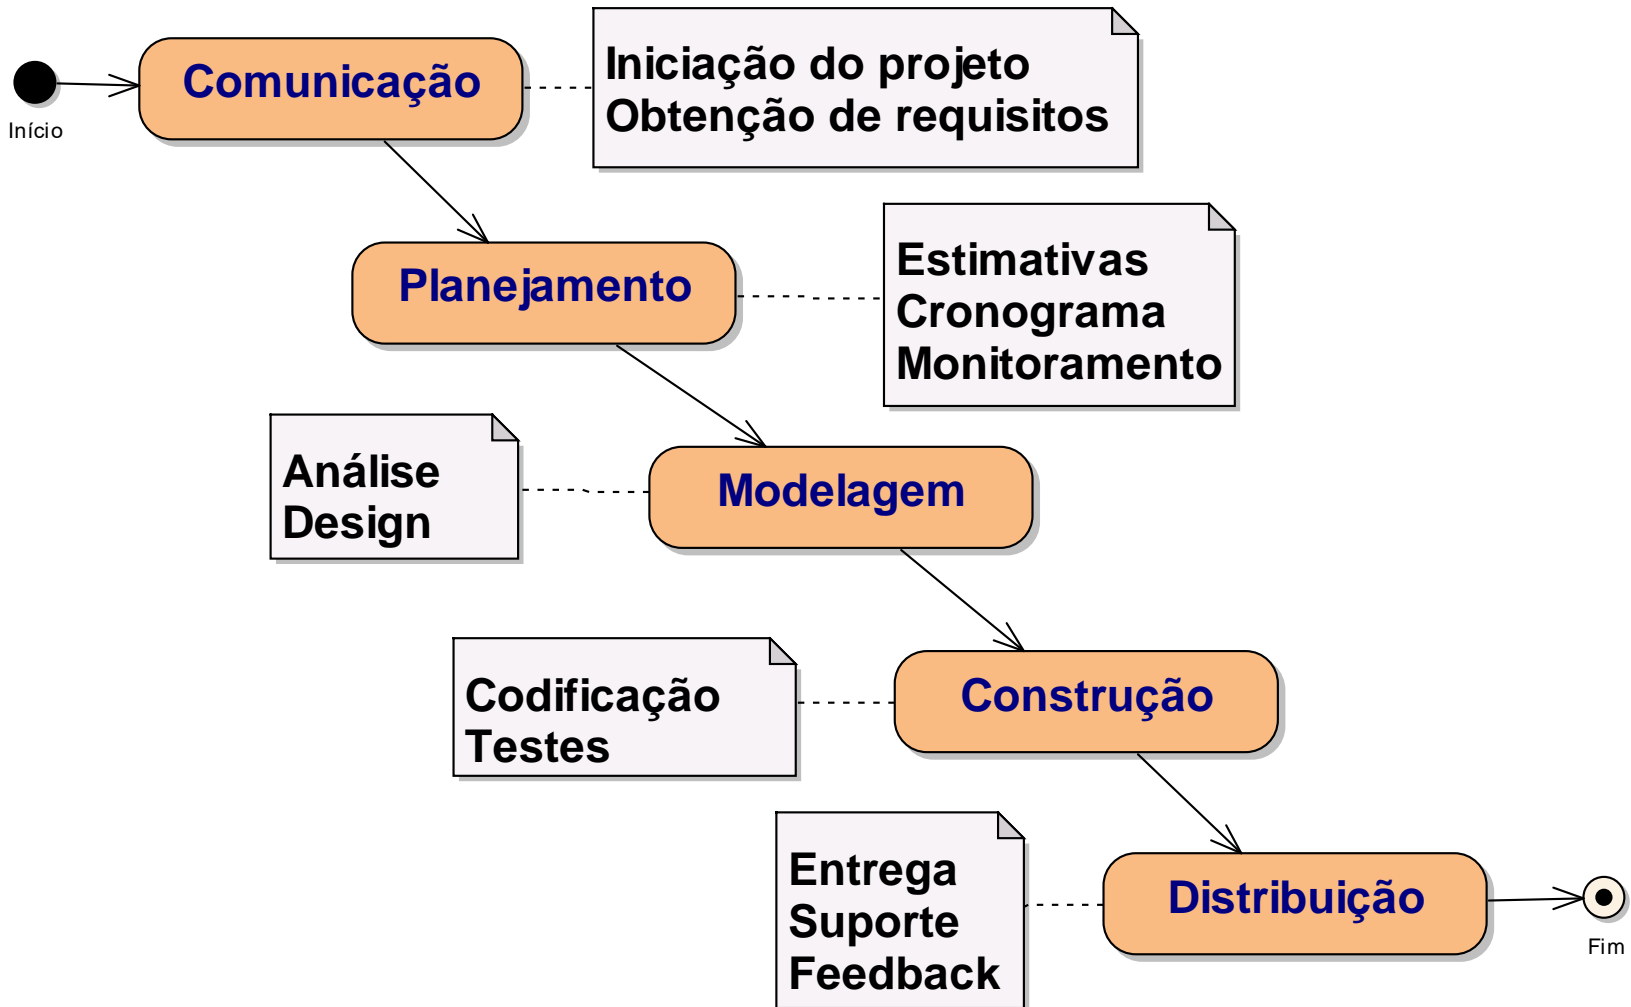 Comunicação
Iniciação do projeto
Obtenção de requisitos
Início
Planejamento
Estimativas
Cronograma
Monitoramento
Análise
Design
Modelagem
Codificação
Testes
Construção
Entrega
Suporte
Feedback
Distribuição
Fim